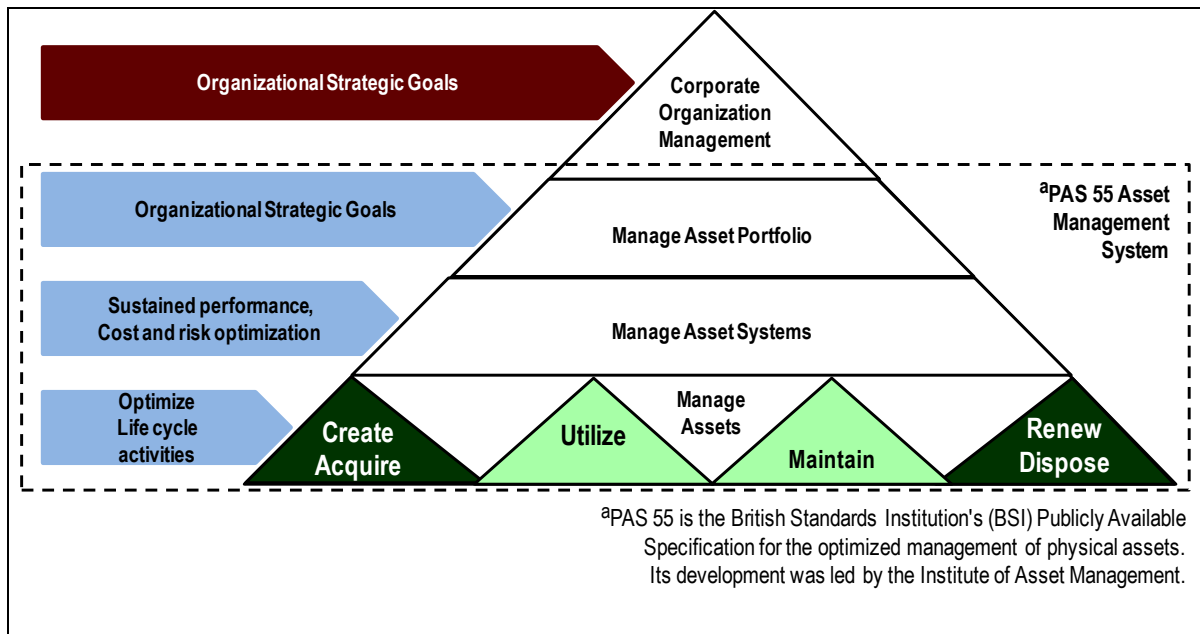 Organizational Strategic Goals
Corporate
Organization
Management
Organizational Strategic Goals
Manage Asset Portfolio
aPAS 55 Asset
Management
System
Sustained performance,
Cost and risk optimization
Manage Asset Systems
Optimize
Life cycle
activities
Create
Acquire
Utilize
Manage
Assets
Maintain
Renew
Dispose
aPAS 55 is the British Standards Institution's (BSI) Publicly Available
Specification for the optimized management of physical assets.
Its development was led by the Institute of Asset Management.